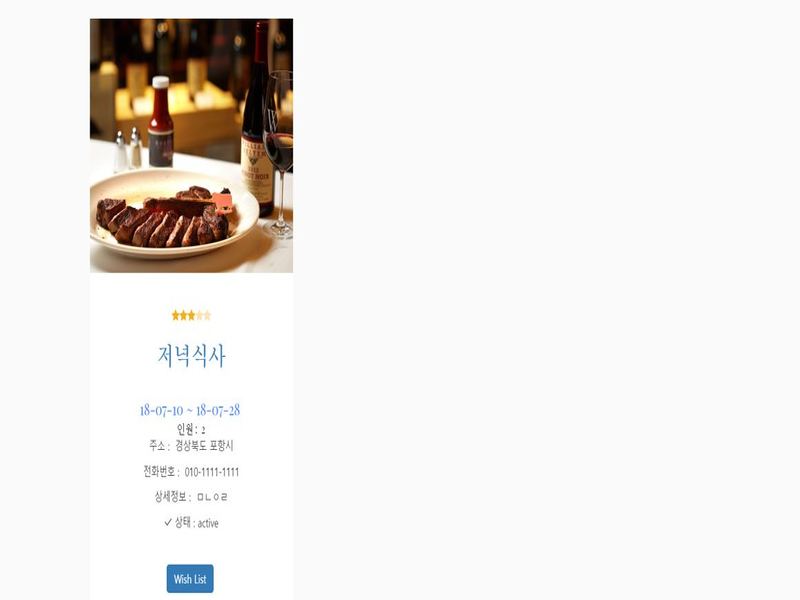 PINOT NOIR
저녁식사
18-07-10 ~ 18-07-28
인원 : 2
주소 : 경상북도 포항시
전화번호 : 010-1111-1111
상세정보 : ㅁㄴㅇㄹ
✓ 상태 : active
Wish List